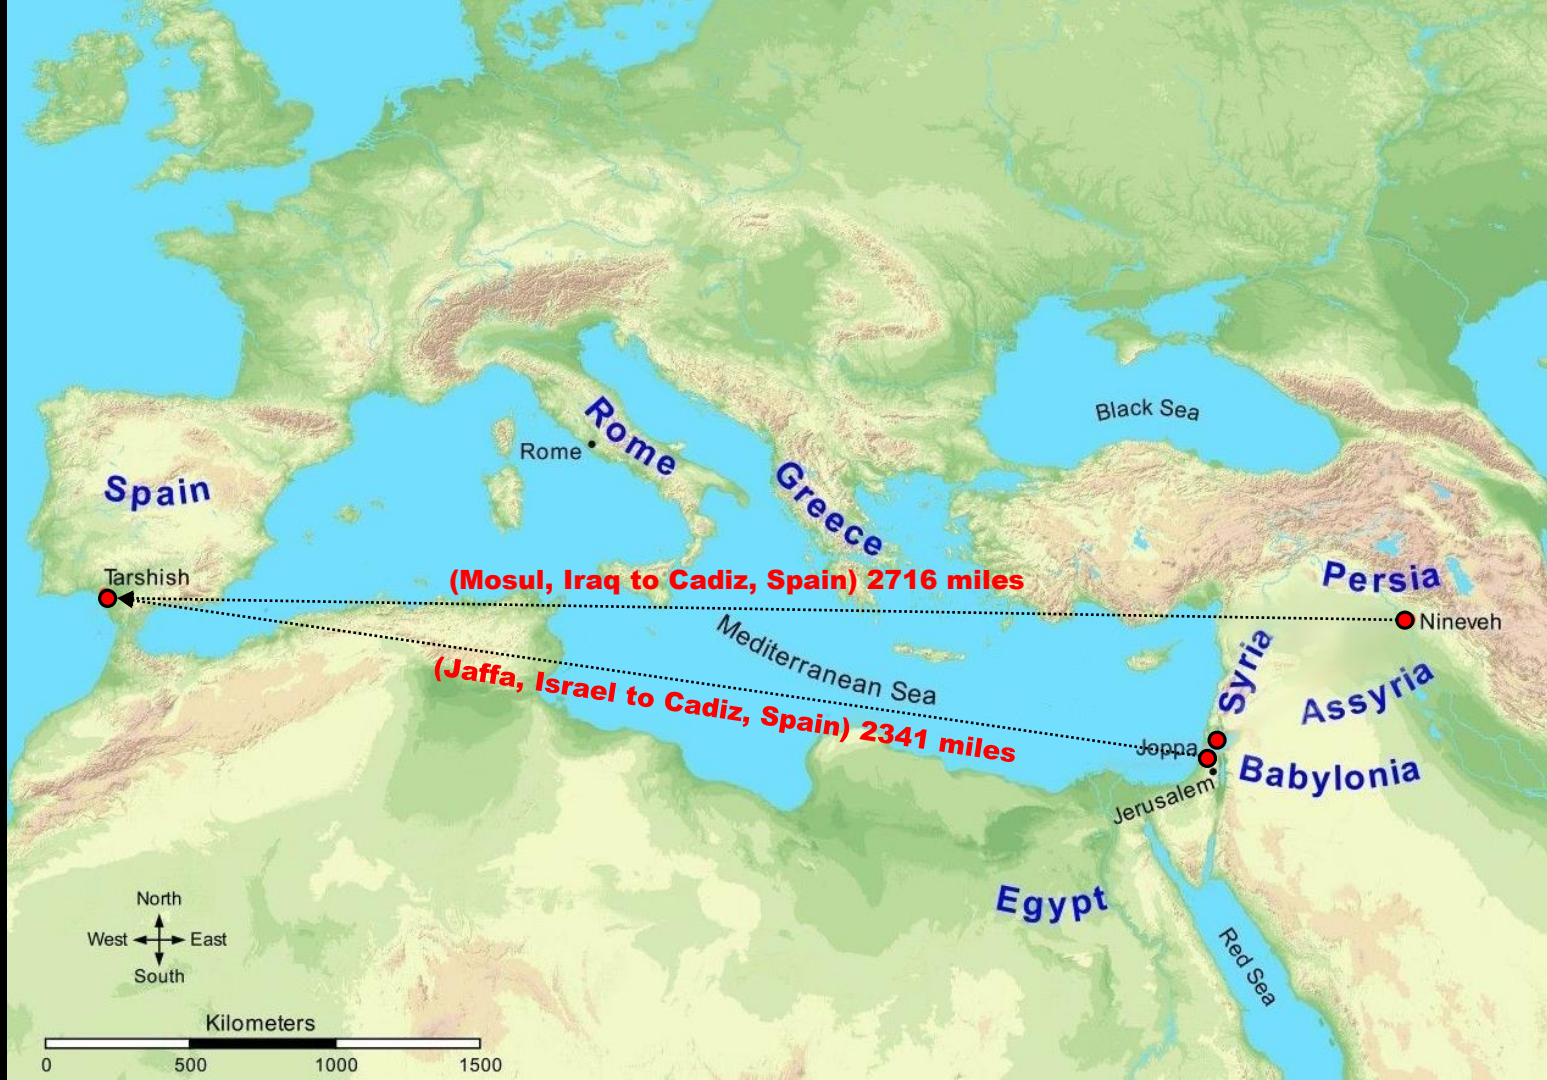 Black Sea
Rome
Rome
Greece
Spain
Tarshish
(Mosul, Iraq to Cadiz, Spain) 2716 miles
Persia
Nineveh
Mediterranean Sea
Syria
Assyria
(Jaffa, Israel to Cadiz, Spain) 2341 miles
Joppa
Babylonia
Jerusalem
Egypt
Red Sea
North
West East
South
Kilometers
0 500 1000 1500